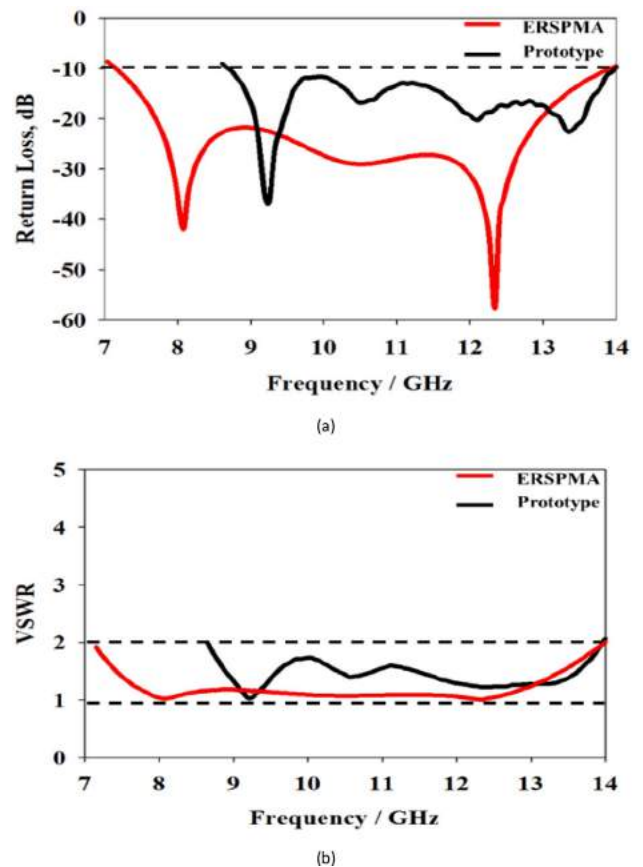 0
-10
-20
-30
-40
-50
-60
Return Loss, dB
ERSPMA
Prototype
7 8 9 10 11 12 13 14
Frequency / GHz
(a)
5
4
3
2
1
0
VSWR
ERSPMA
Prototype
7 8 9 10 11 12 13 14
Frequency / GHz
(b)